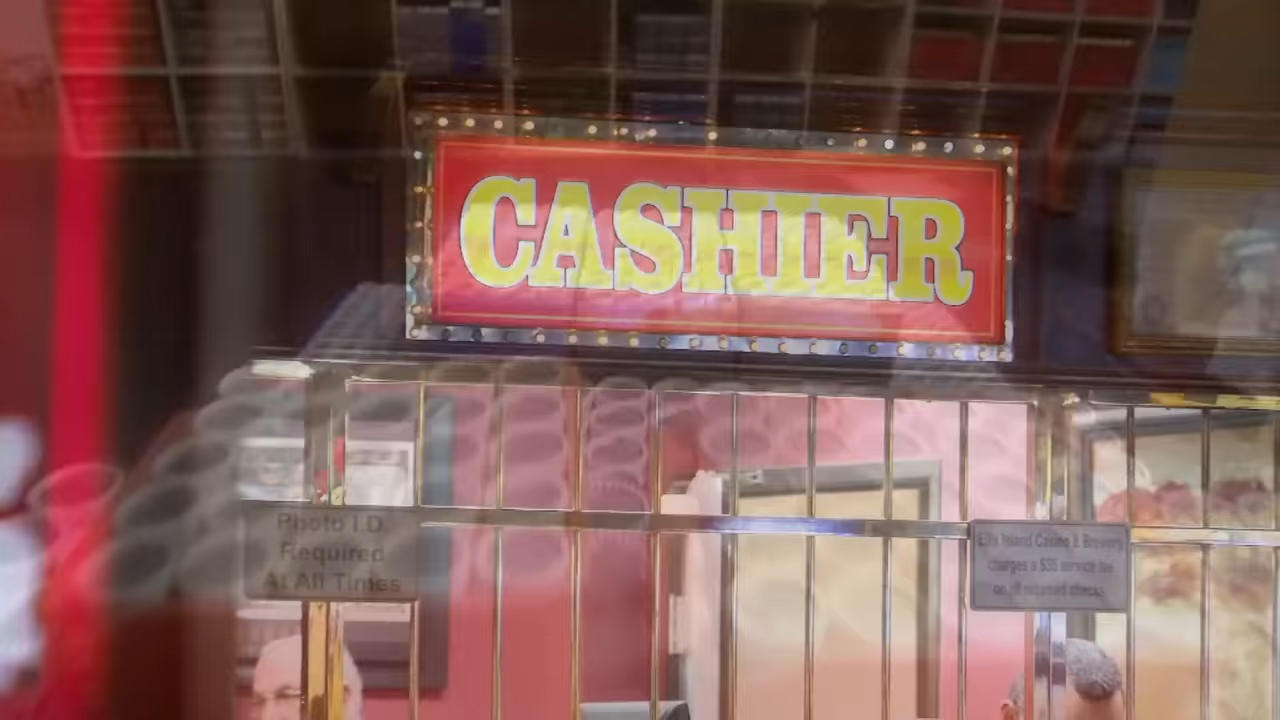 CASHIER
Photo I.D.
Required
At All Times
Ellis Island Casino & Brewery
charges a $35 service fee
on all returned checks